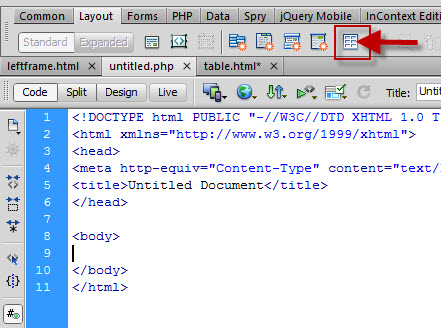 Common Layout Forms PHP Data Spry jQuery Mobile InContext
Standard Expanded
leftframe.html × untitled.php × table.html* ×
Code Split Design Live Title:
1 <!DOCTYPE html PUBLIC "-//W3C//DTD XHTML 1.0
2 <html xmlns="http://www.w3.org/1999/xhtml">
3 <head>
4 <meta http-equiv="Content-Type" content="text/
5 <title>Untitled Document</title>
6 </head>
7
8 <body>
9
10 </body>
11 </html>